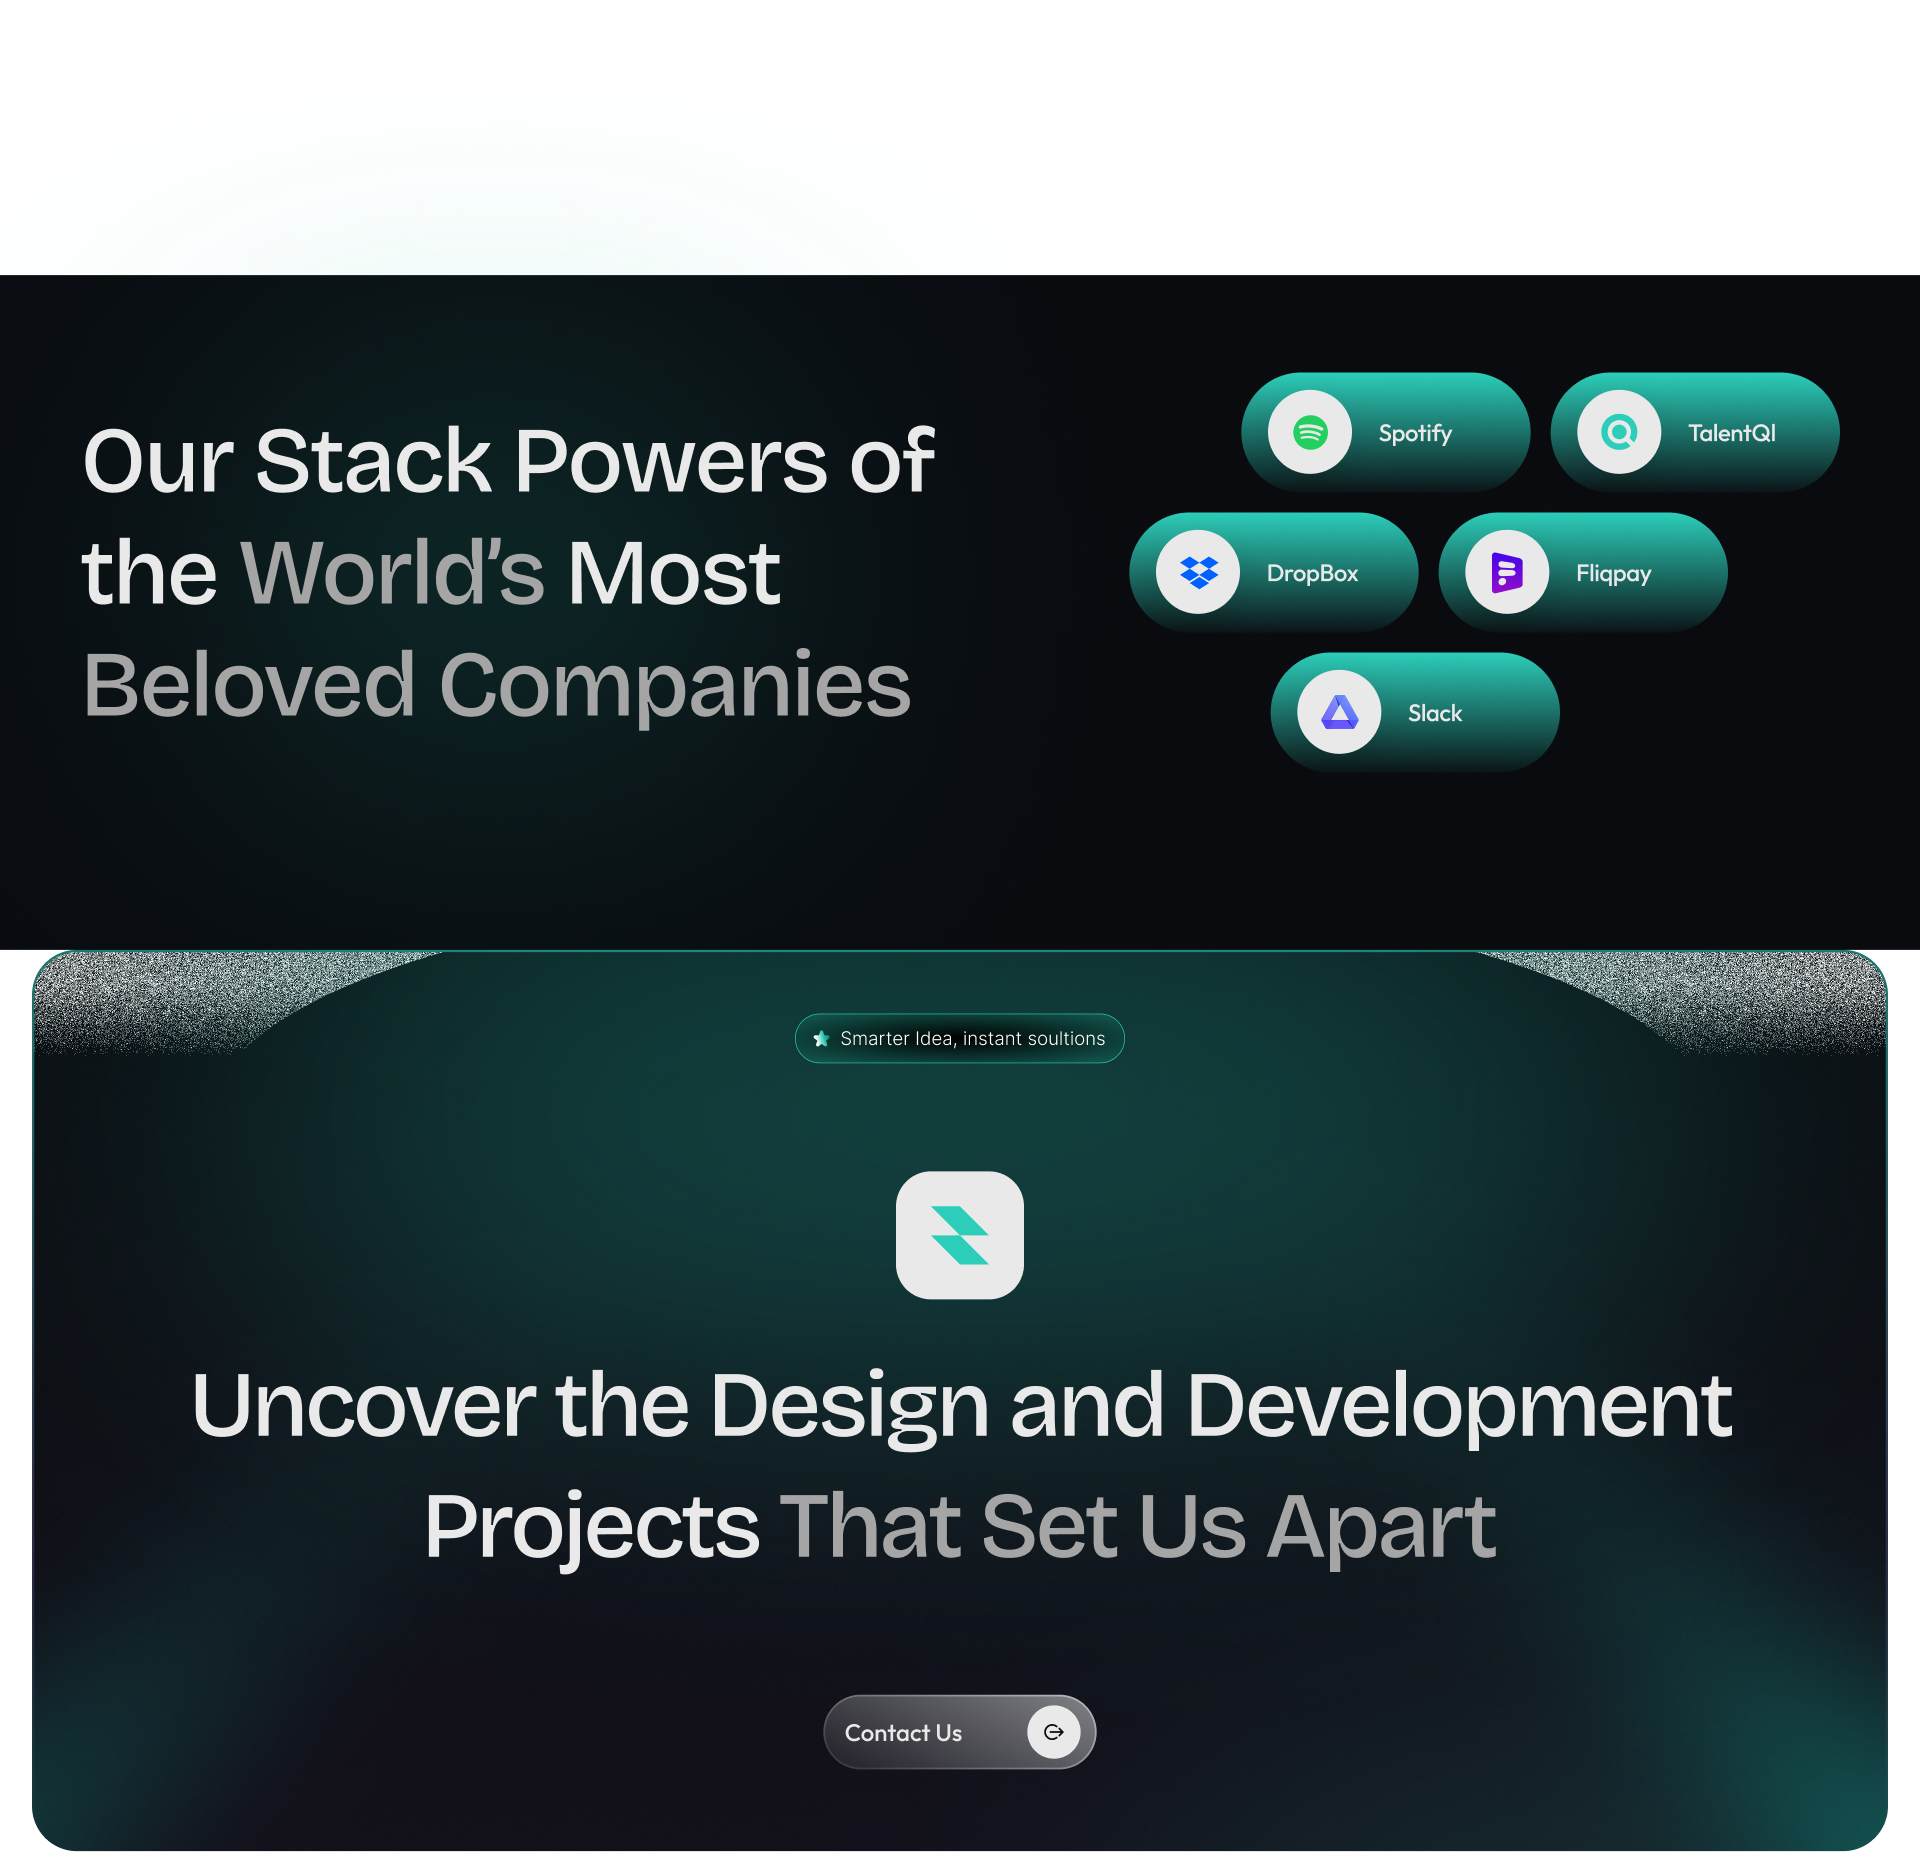 Our Stack Powers of
the World’s Most
Beloved Companies
Spotify
TalentQl
DropBox
Fliqpay
Slack
Smarter Idea, instant soultions
Uncover the Design and Development
Projects That Set Us Apart
Contact Us